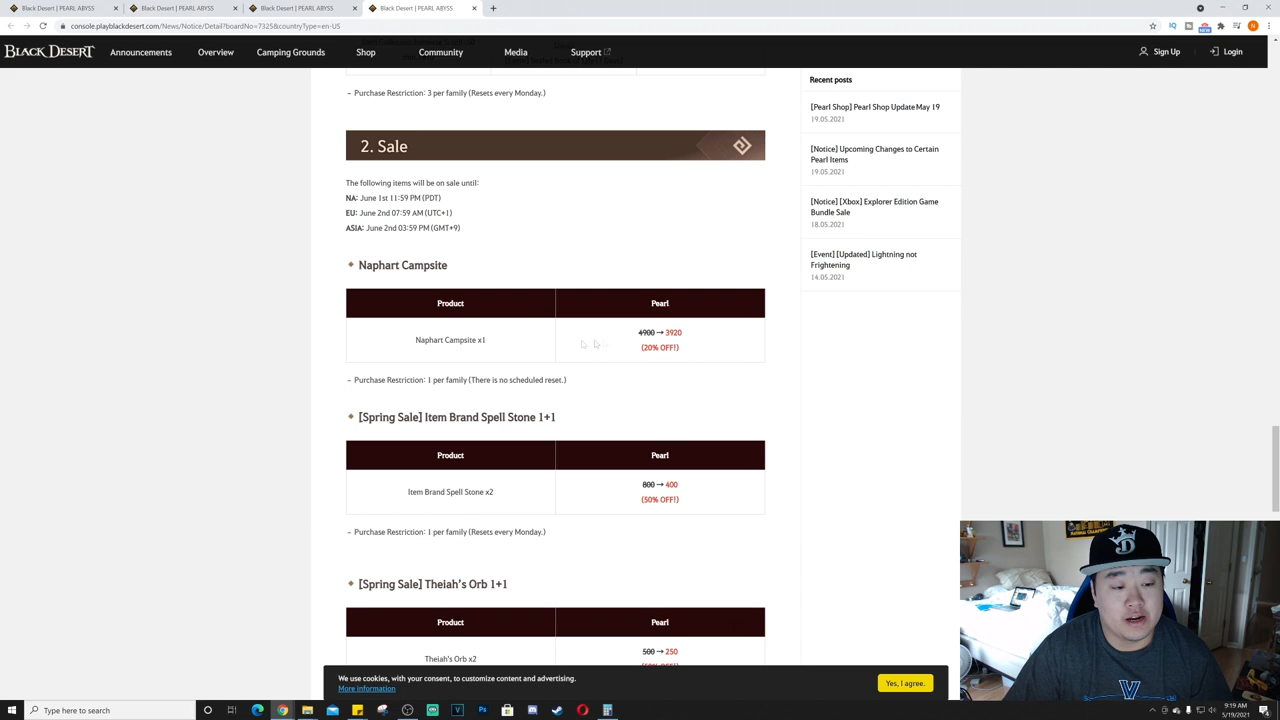 Black Desert | PEARL ABYSS
Black Desert | PEARL ABYSS
Black Desert | PEARL ABYSS
Black Desert | PEARL ABYSS
console.playblackdesert.com/News/Notice/Detail?boardNo=7325&countryType=en-US
BLACK DESERT
Announcements
Overview
Camping Grounds
Shop
Community
Media
Support
Sign Up
Login
- Purchase Restriction: 3 per family (Resets every Monday.)
2. Sale
The following items will be on sale until:
NA: June 1st 11:59 PM (PDT)
EU: June 2nd 07:59 AM (UTC+1)
ASIA: June 2nd 03:59 PM (GMT+9)
Naphart Campsite
Product
Pearl
Naphart Campsite x1
4900 → 3920
(20% OFF!)
- Purchase Restriction: 1 per family (There is no scheduled reset.)
[Spring Sale] Item Brand Spell Stone 1+1
Product
Pearl
Item Brand Spell Stone x2
800 → 400
(50% OFF!)
- Purchase Restriction: 1 per family (Resets every Monday.)
[Spring Sale] Theiah's Orb 1+1
Product
Pearl
Theiah's Orb x2
500 → 250
Recent posts
[Pearl Shop] Pearl Shop Update May 19
19.05.2021
[Notice] Upcoming Changes to Certain
Pearl Items
19.05.2021
[Notice] [Xbox] Explorer Edition Game
Bundle Sale
18.05.2021
[Event] [Updated] Lightning not
Frightening
14.05.2021
We use cookies, with your consent, to customize content and advertising.
More information
Yes, I agree.
Type here to search
9:19 AM
5/19/2021